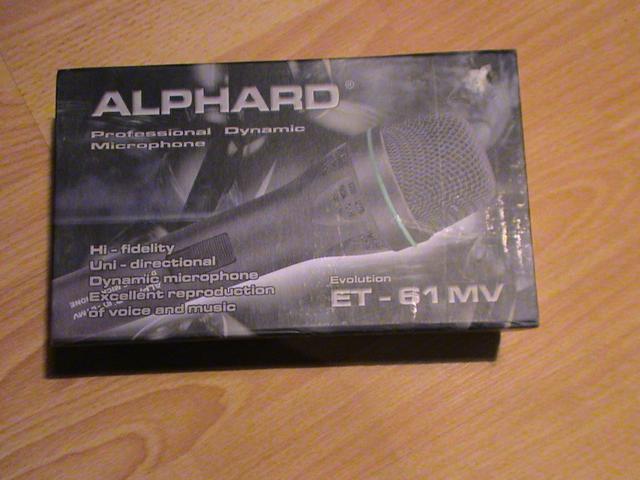 ALPHARD®
Professional Dynamic
Microphone
Hi - fidelity
Uni - directional
Dynamic microphone
Excellent reproduction
of voice and music
Evolution
ET - 61 MV